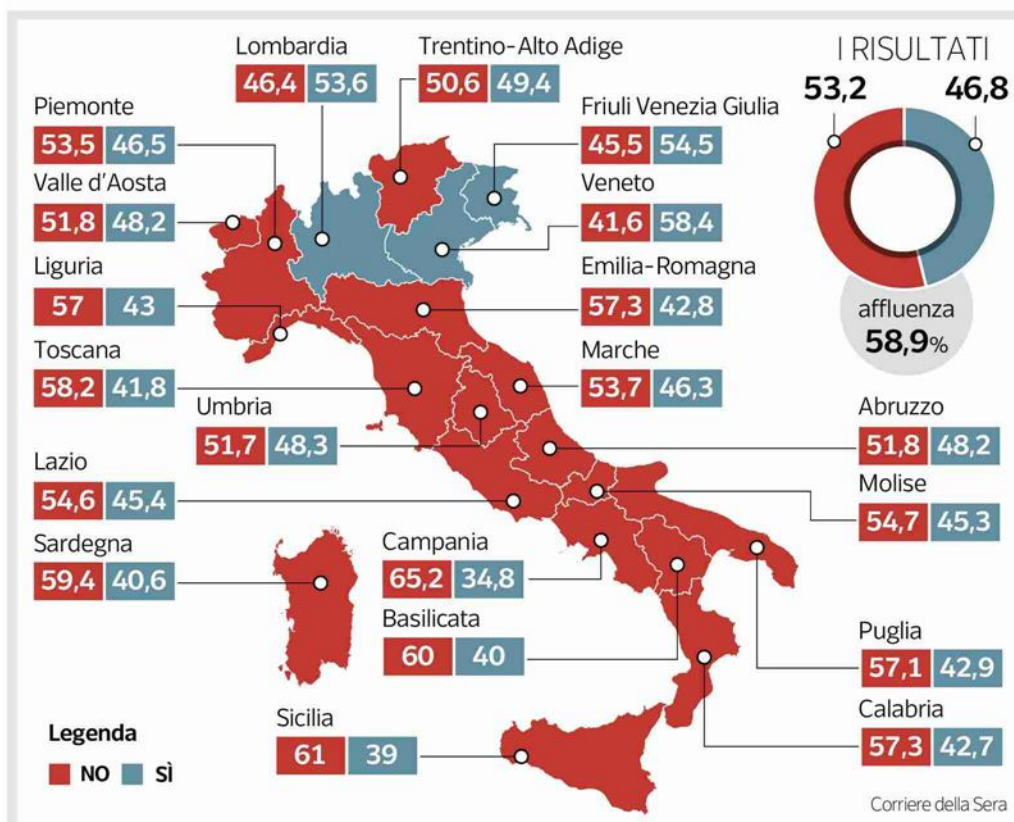 I RISULTATI
53,2 46,8
affluenza
58,9%
Lombardia
46,4 53,6
Trentino-Alto Adige
50,6 49,4
Piemonte
53,5 46,5
Friuli Venezia Giulia
45,5 54,5
Valle d'Aosta
51,8 48,2
Veneto
41,6 58,4
Liguria
57 43
Emilia-Romagna
57,3 42,8
Toscana
58,2 41,8
Marche
53,7 46,3
Umbria
51,7 48,3
Abruzzo
51,8 48,2
Lazio
54,6 45,4
Molise
54,7 45,3
Sardegna
59,4 40,6
Campania
65,2 34,8
Basilicata
60 40
Puglia
57,1 42,9
Sicilia
61 39
Calabria
57,3 42,7
Legenda
NO SÌ
Corriere della Sera